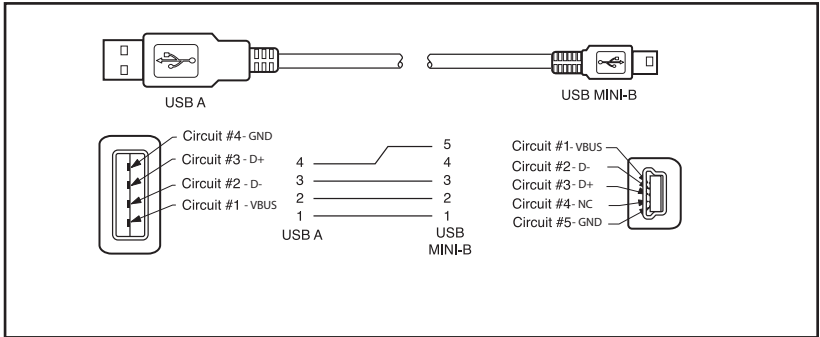 USB A
USB MINI-B
Circuit #4- GND
Circuit #3 - D+
Circuit #2 - D-
Circuit #1 - VBUS
4 5
4
3 3
2 2
1 1
USB A
USB
MINI-B
Circuit #1- VBUS
Circuit #2 - D-
Circuit #3 - D+
Circuit #4 - NC
Circuit #5- GND